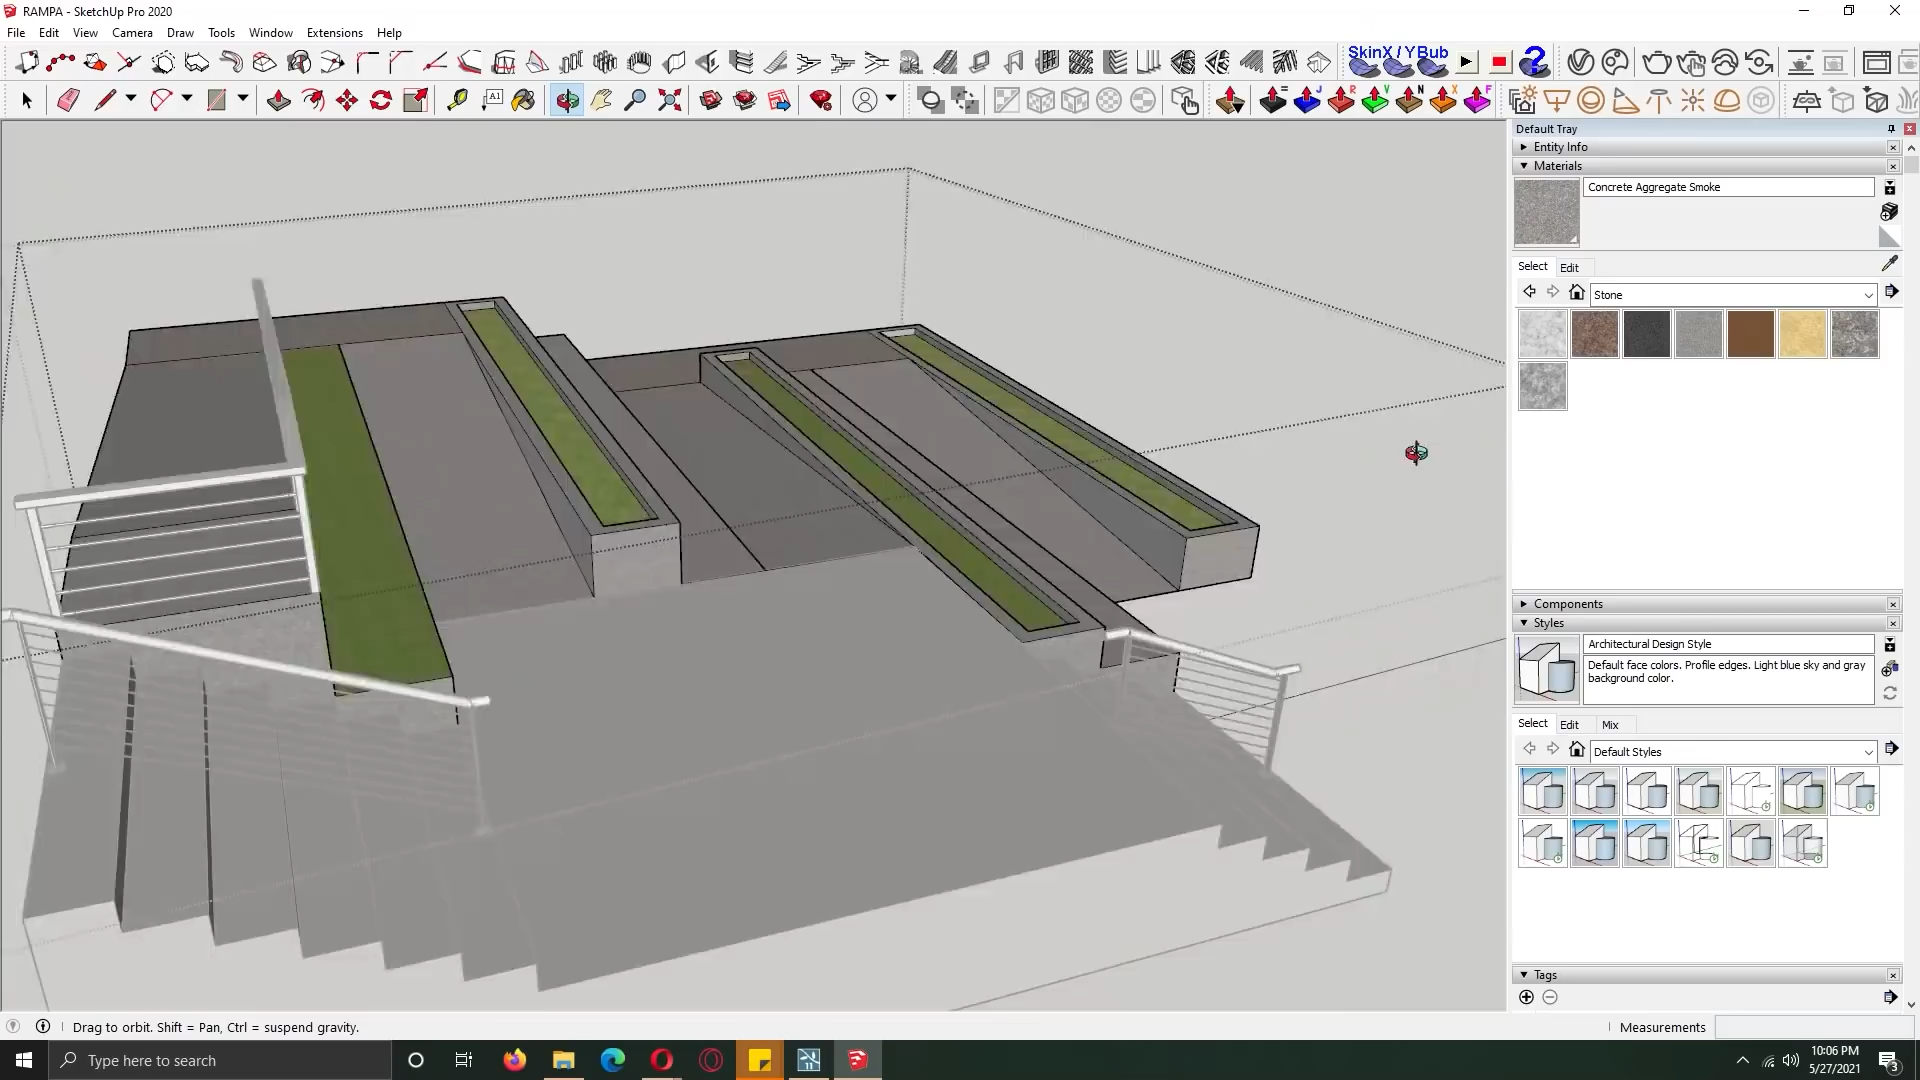 RAMPA - SketchUp Pro 2020
File Edit View Camera Draw Tools Window Extensions Help
SkinX / YBub
A1
= J R V N X F
Default Tray
Entity Info
Materials
Concrete Aggregate Smoke
Select Edit
Stone
Components
Styles
Architectural Design Style
Default face colors. Profile edges. Light blue sky and gray
background color.
Select Edit Mix
Default Styles
Tags
Drag to orbit. Shift = Pan, Ctrl = suspend gravity.
Measurements
Type here to search
11
10:06 PM
5/27/2021
3